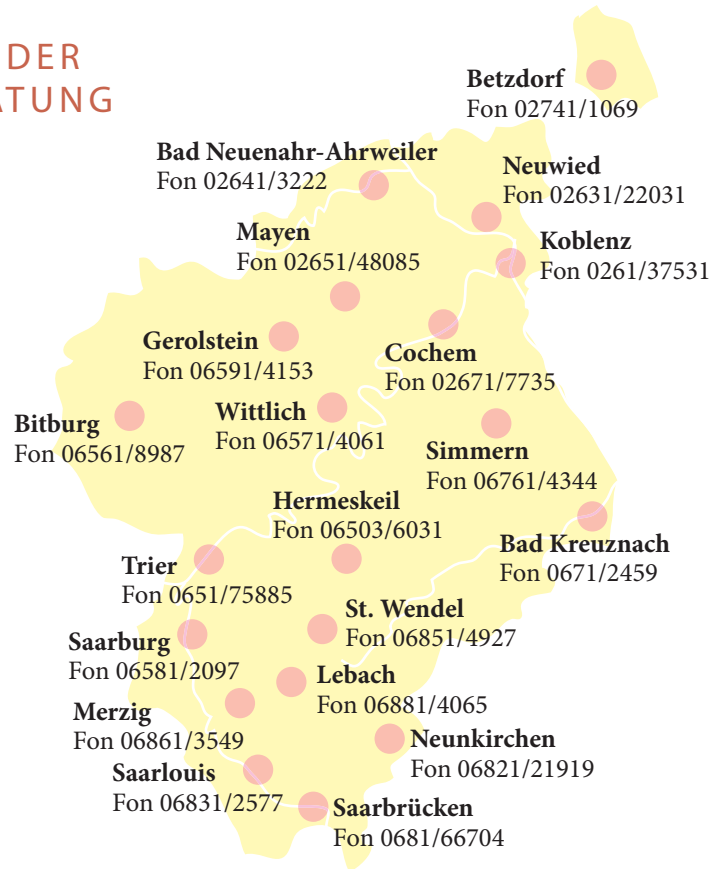 DER
ATUNG
Betzdorf
Fon 02741/1069
Bad Neuenahr-Ahrweiler
Fon 02641/3222
Neuwied
Fon 02631/22031
Mayen
Fon 02651/48085
Koblenz
Fon 0261/37531
Gerolstein
Fon 06591/4153
Cochem
Fon 02671/7735
Bitburg
Fon 06561/8987
Wittlich
Fon 06571/4061
Simmern
Fon 06761/4344
Hermeskeil
Fon 06503/6031
Bad Kreuznach
Fon 0671/2459
Trier
Fon 0651/75885
St. Wendel
Fon 06851/4927
Saarburg
Fon 06581/2097
Lebach
Fon 06881/4065
Merzig
Fon 06861/3549
Neunkirchen
Fon 06821/21919
Saarlouis
Fon 06831/2577
Saarbrücken
Fon 0681/66704